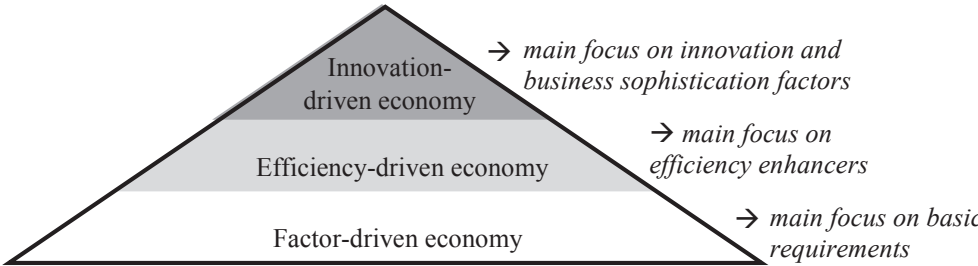 Innovation-
driven economy
→ main focus on innovation and
business sophistication factors
Efficiency-driven economy
→ main focus on
efficiency enhancers
Factor-driven economy
→ main focus on basic
requirements